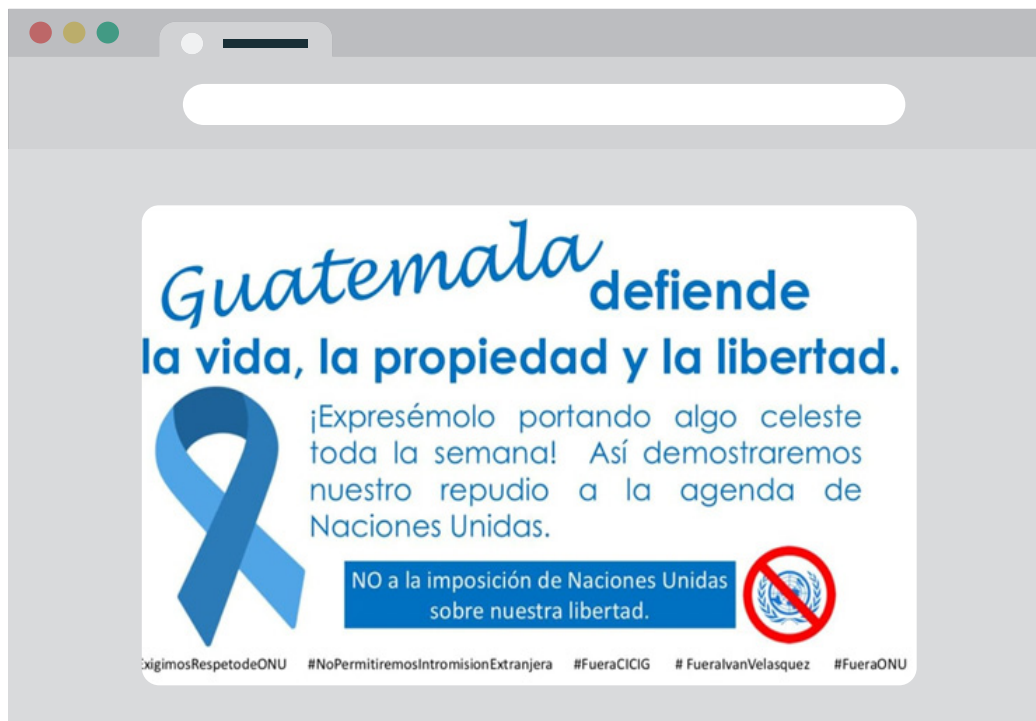 Guatemala defiende
la vida, la propiedad y la libertad.
¡Expresémolo portando algo celeste
toda la semana! Así demostraremos
nuestro repudio a la agenda de
Naciones Unidas.
NO a la imposición de Naciones Unidas
sobre nuestra libertad.
xigimosRespetodeONU #NoPermitiremosIntromisionExtranjera #FueraCICIG # FueraIvanVelasquez #FueraONU